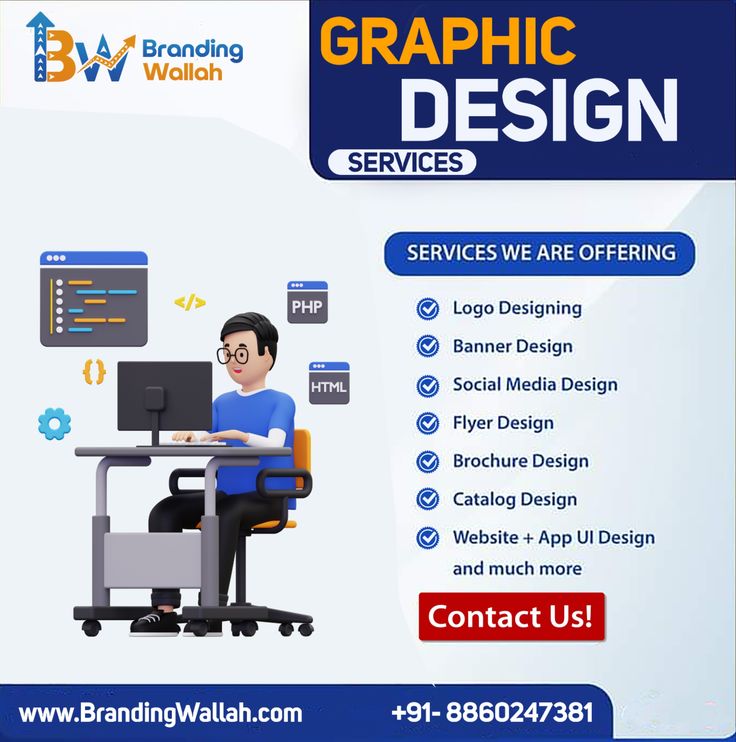 BW Branding
Wallah
GRAPHIC
DESIGN
SERVICES
SERVICES WE ARE OFFERING
Logo Designing
Banner Design
Social Media Design
Flyer Design
Brochure Design
Catalog Design
Website + App UI Design
and much more
Contact Us!
</>
PHP
{}
HTML
www.BrandingWallah.com
+91- 8860247381